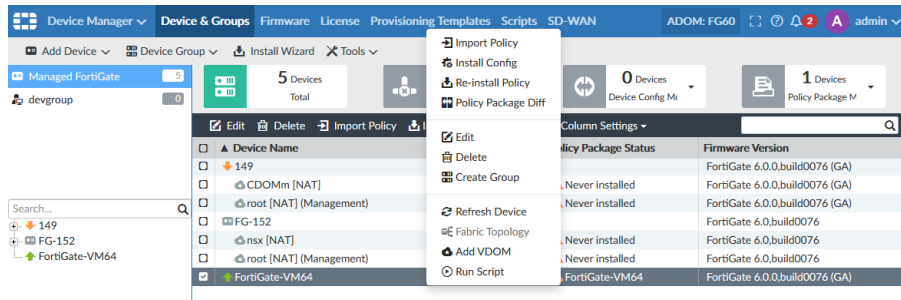 Device Manager Device & Groups Firmware License Provisioning Templates Scripts SD-WAN ADOM: FG60 2 A admin
Add Device Device Group Install Wizard Tools
Import Policy
Install Config
Re-install Policy
Policy Package Diff
Edit
Delete
Create Group
Refresh Device
Fabric Topology
Add VDOM
Run Script
Managed FortiGate 5
devgroup 0
5 Devices
Total
0 Devices
Device Config Mo
1 Devices
Policy Package M
Edit Delete Import Policy I Column Settings
Device Name olicy Package Status Firmware Version
149 FortiGate 6.0.0,build0076 (GA)
CDOMm [NAT] Never installed FortiGate 6.0.0,build0076 (GA)
root [NAT] (Management) Never installed FortiGate 6.0.0,build0076 (GA)
FG-152 FortiGate 6.0.0,build0076
nsx [NAT] Never installed FortiGate 6.0.0,build0076
root [NAT] (Management) Never installed FortiGate 6.0.0,build0076
FortiGate-VM64 FortiGate-VM64 FortiGate 6.0.0,build0076 (GA)
Search...
149
FG-152
FortiGate-VM64